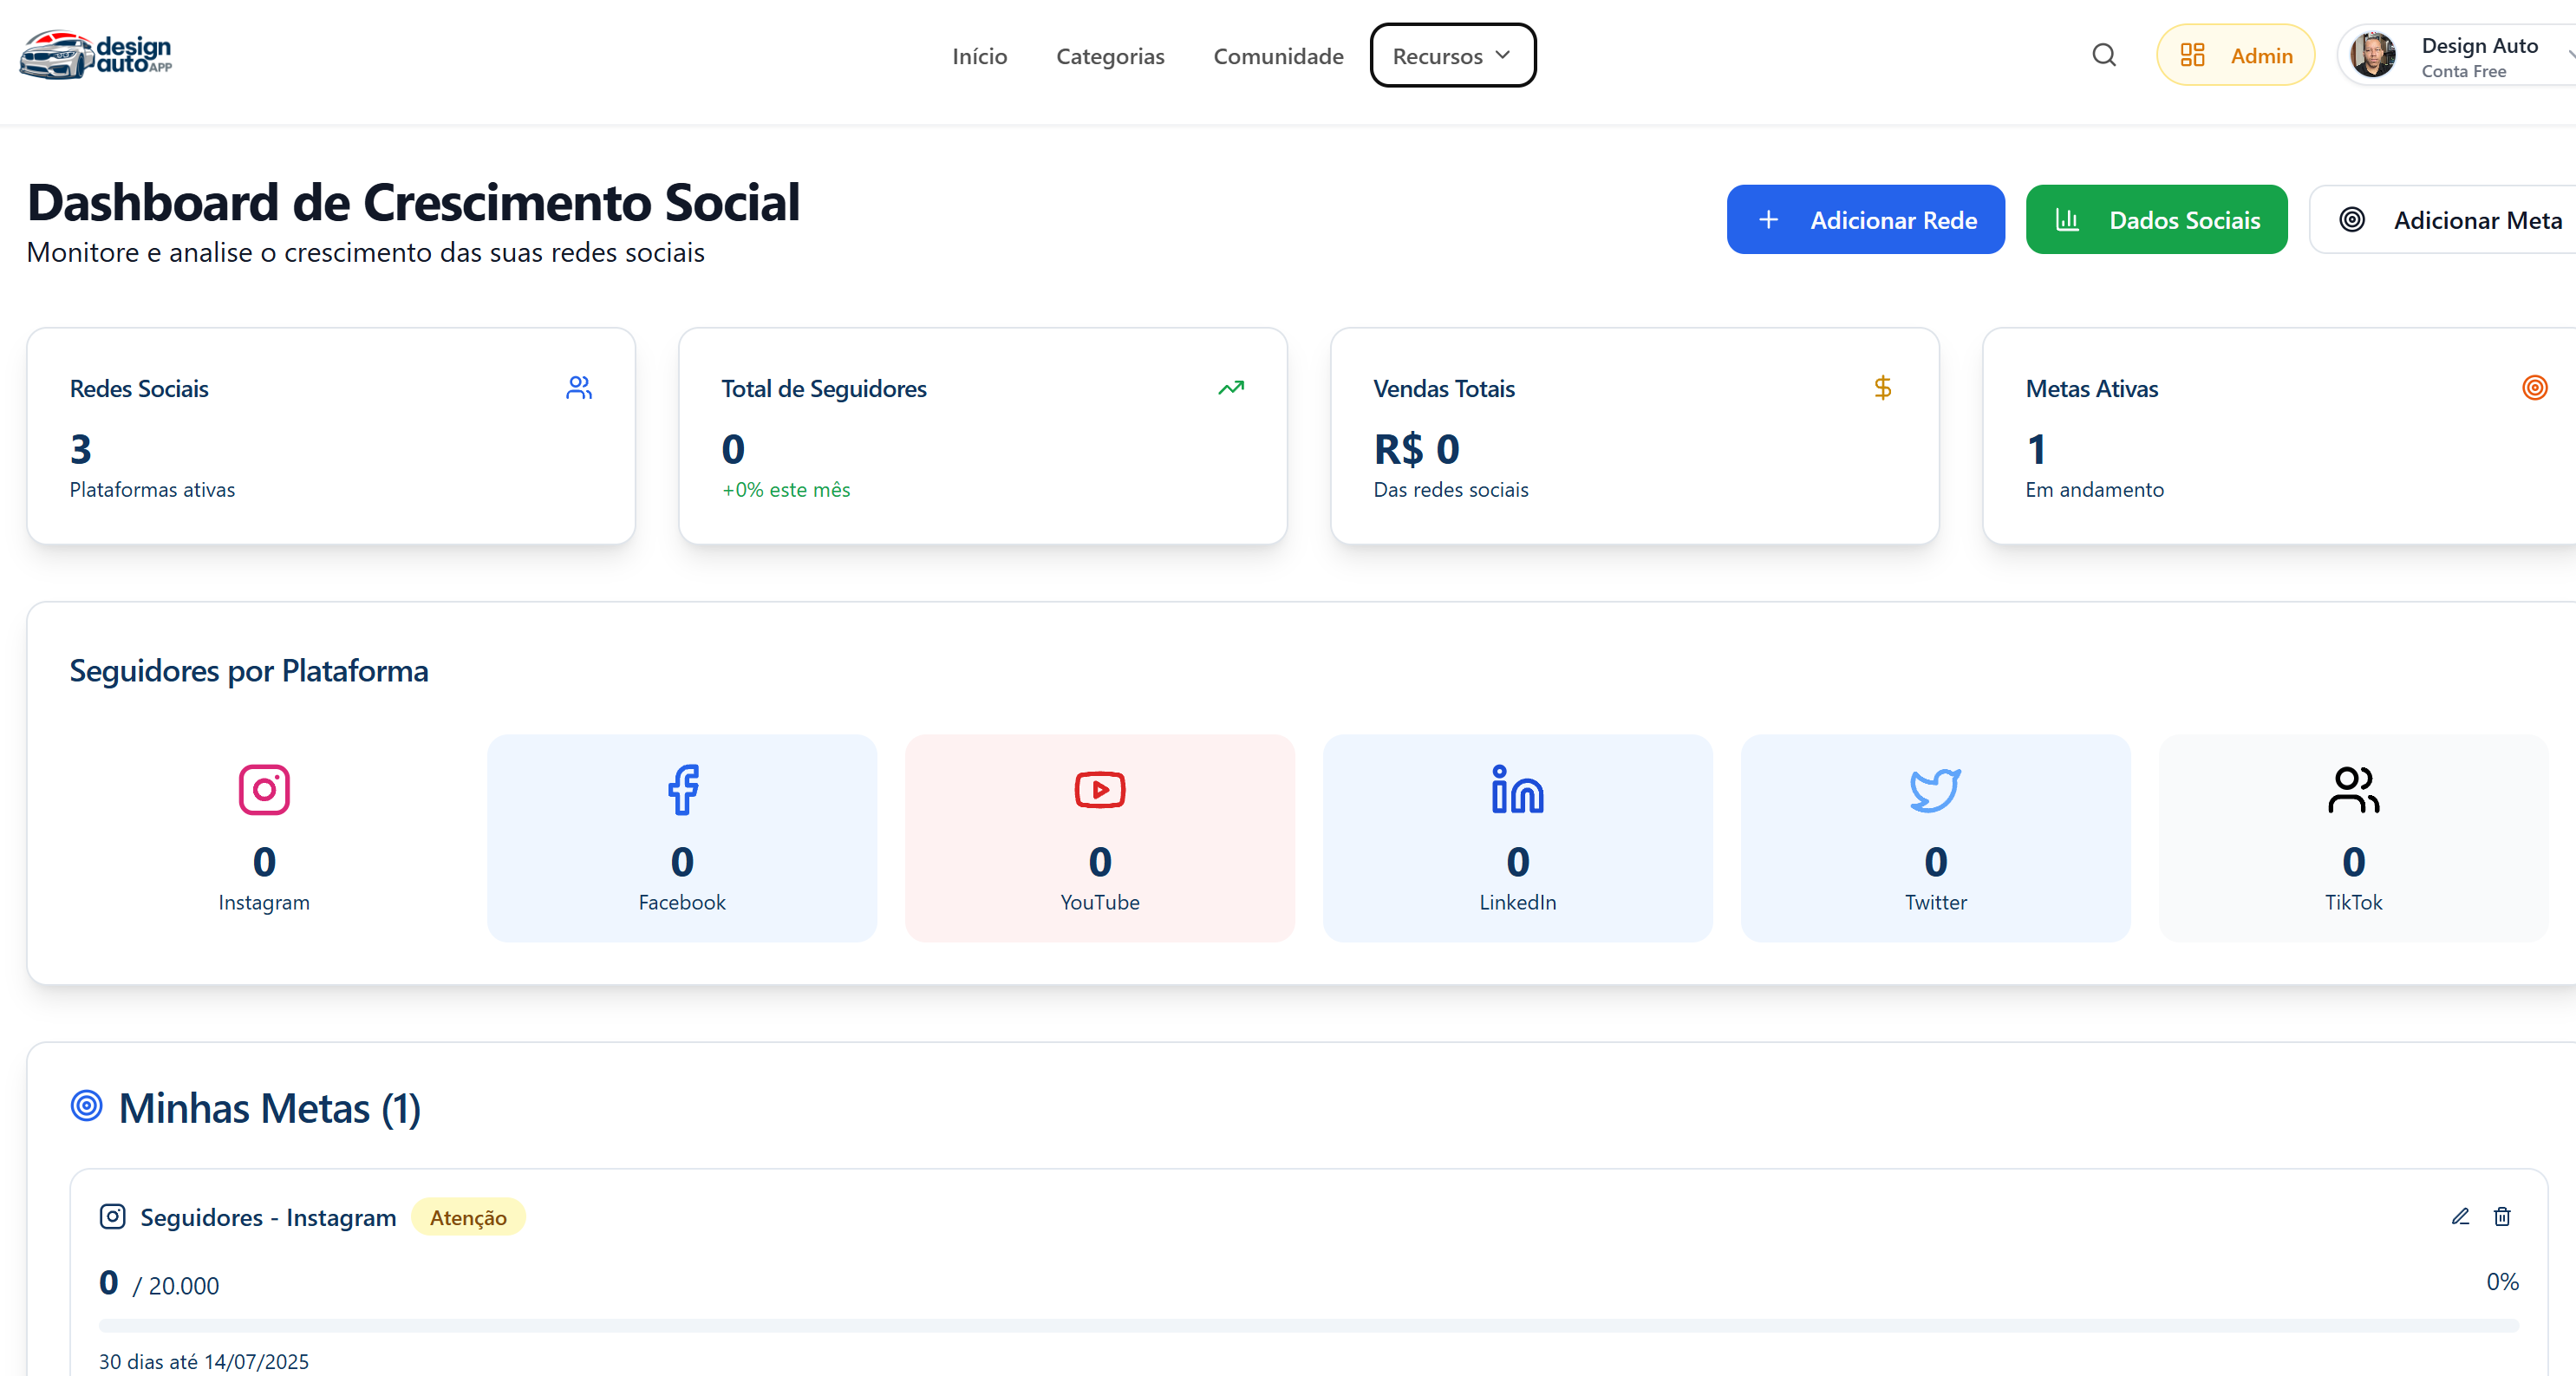 design
autoAPP
Início
Categorias
Comunidade
Recursos
Admin
Design Auto
Conta Free
Dashboard de Crescimento Social
Monitore e analise o crescimento das suas redes sociais
Adicionar Rede
Dados Sociais
Adicionar Meta
Redes Sociais
3
Plataformas ativas
Total de Seguidores
0
+0% este mês
Vendas Totais
R$ 0
Das redes sociais
Metas Ativas
1
Em andamento
Seguidores por Plataforma
0
Instagram
0
Facebook
0
YouTube
0
LinkedIn
0
Twitter
0
TikTok
Minhas Metas (1)
Seguidores - Instagram
Atenção
0 / 20.000
0%
30 dias até 14/07/2025